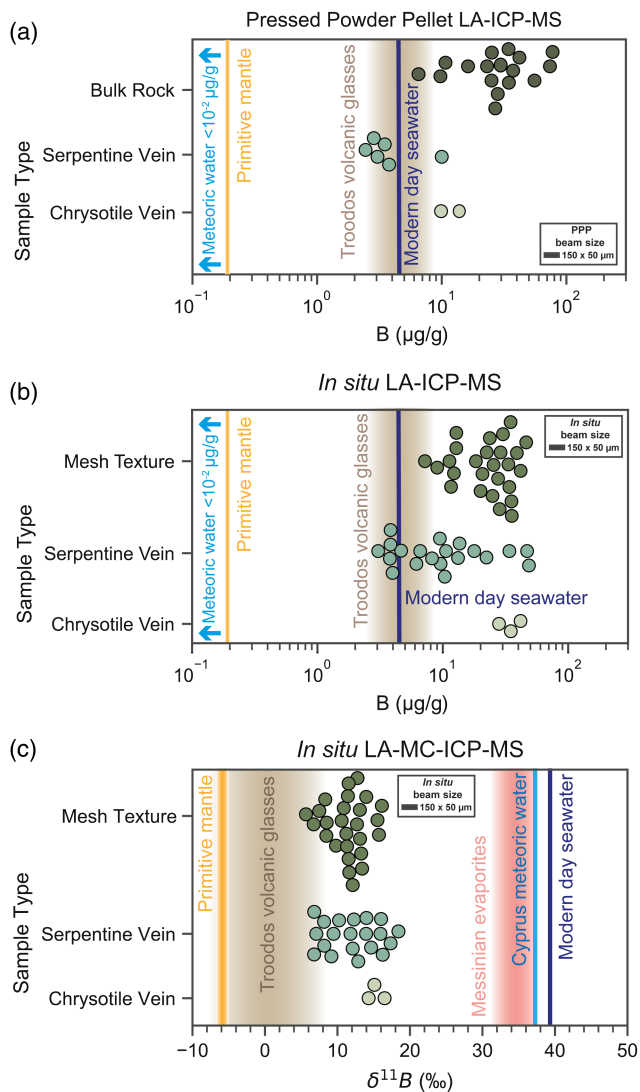 (a)
Pressed Powder Pellet LA-ICP-MS
Sample Type
Bulk Rock
Serpentine Vein
Chrysotile Vein
Meteoric water <10⁻² µg/g
Primitive mantle
Troodos volcanic glasses
Modern day seawater
PPP
beam size
150 x 50 µm
10⁻¹
10⁰
10¹
10²
B (µg/g)
(b)
In situ LA-ICP-MS
Sample Type
Mesh Texture
Serpentine Vein
Chrysotile Vein
Meteoric water <10⁻² µg/g
Primitive mantle
Troodos volcanic glasses
Modern day seawater
In situ
beam size
150 x 50 µm
10⁻¹
10⁰
10¹
10²
B (µg/g)
(c)
In situ LA-MC-ICP-MS
Sample Type
Mesh Texture
Serpentine Vein
Chrysotile Vein
Primitive mantle
Troodos volcanic glasses
In situ
beam size
150 x 50 µm
Messinian evaporites
Cyprus meteoric water
Modern day seawater
−10
0
10
20
30
40
50
δ¹¹B (‰)